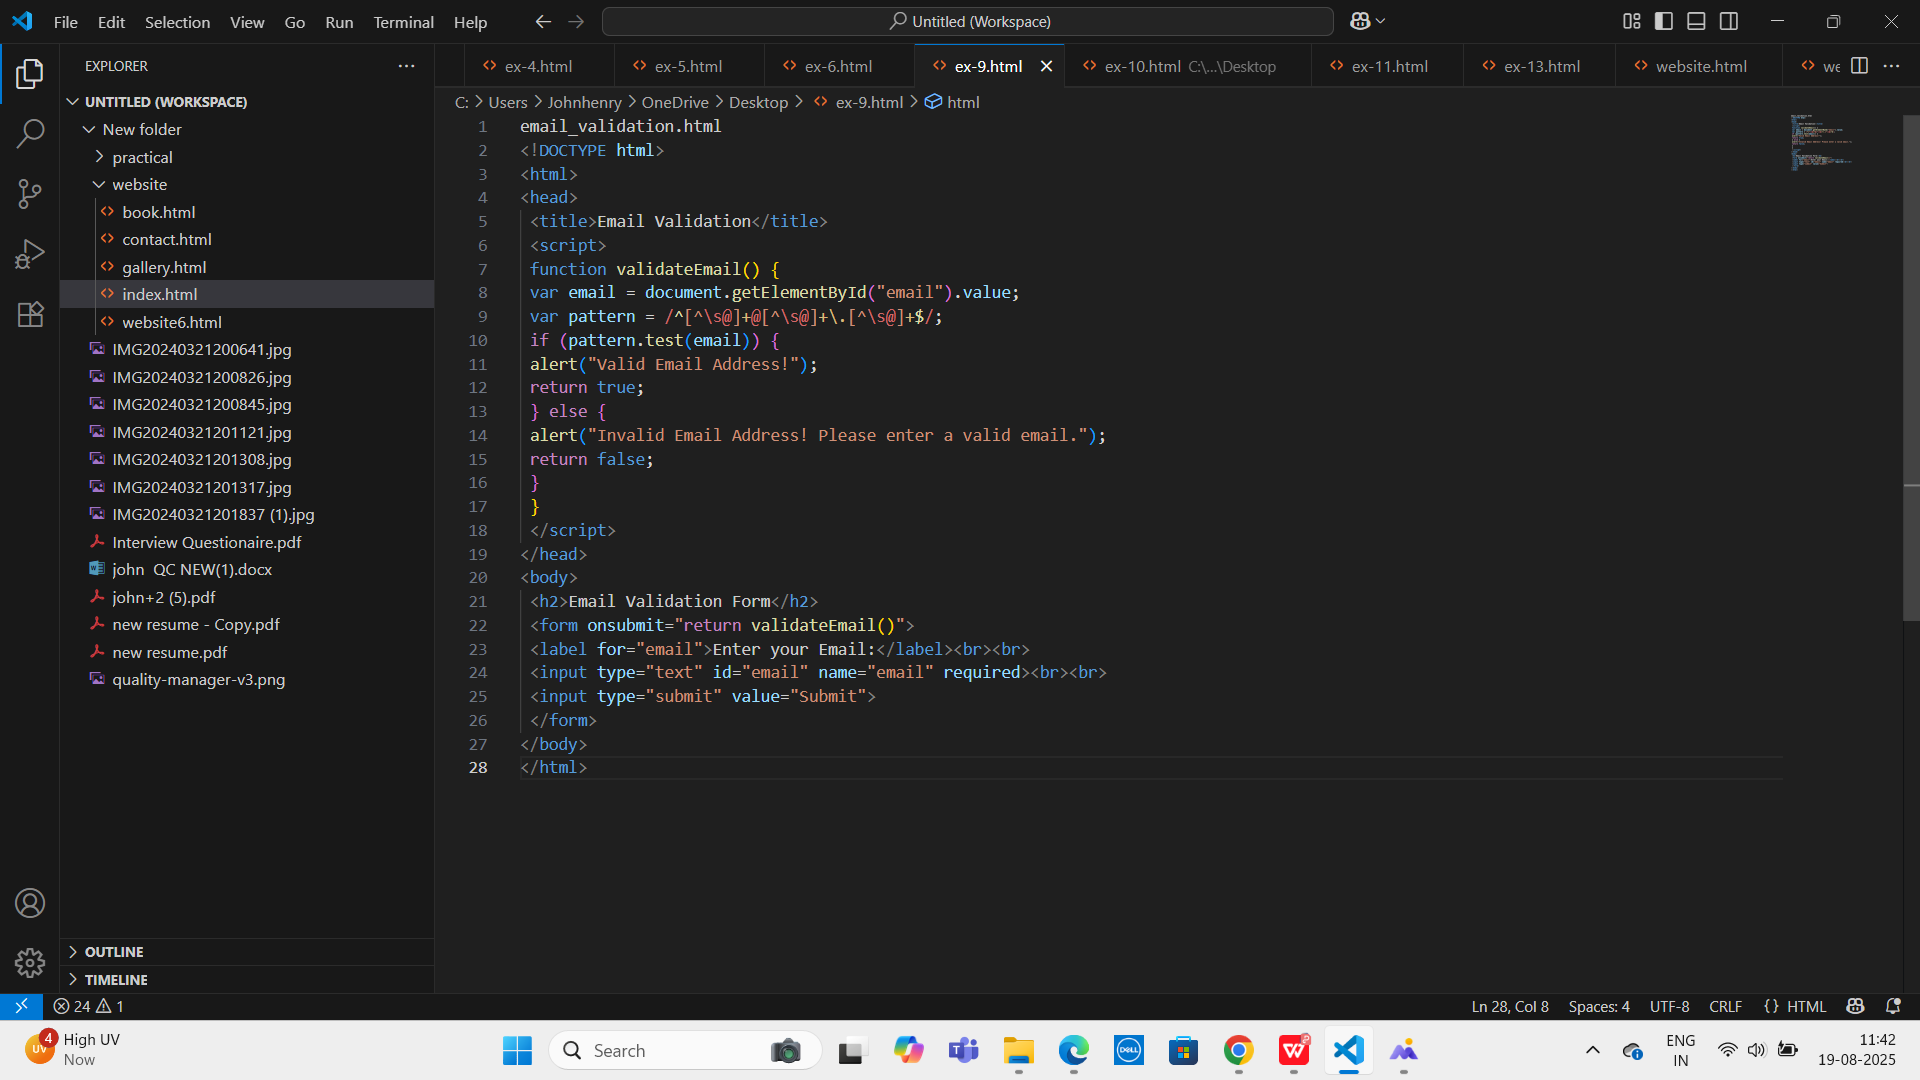 File Edit Selection View Go Run Terminal Help
Untitled (Workspace)
EXPLORER
UNTITLED (WORKSPACE)
New folder
practical
website
book.html
contact.html
gallery.html
index.html
website6.html
IMG20240321200641.jpg
IMG20240321200826.jpg
IMG20240321200845.jpg
IMG20240321201121.jpg
IMG20240321201308.jpg
IMG20240321201317.jpg
IMG20240321201837 (1).jpg
Interview Questionaire.pdf
john QC NEW(1).docx
john+2 (5).pdf
new resume - Copy.pdf
new resume.pdf
quality-manager-v3.png
OUTLINE
TIMELINE
ex-4.html ex-5.html ex-6.html ex-9.html ex-10.html C:\...\Desktop ex-11.html ex-13.html website.html we
C: > Users > Johnhenry > OneDrive > Desktop > ex-9.html > html
1 email_validation.html
2 <!DOCTYPE html>
3 <html>
4 <head>
5 <title>Email Validation</title>
6 <script>
7 function validateEmail() {
8 var email = document.getElementById("email").value;
9 var pattern = /^[^\s@]+@[^\s@]+\.[^\s@]+$/;
10 if (pattern.test(email)) {
11 alert("Valid Email Address!");
12 return true;
13 } else {
14 alert("Invalid Email Address! Please enter a valid email.");
15 return false;
16 }
17 }
18 </script>
19 </head>
20 <body>
21 <h2>Email Validation Form</h2>
22 <form onsubmit="return validateEmail()">
23 <label for="email">Enter your Email:</label><br><br>
24 <input type="text" id="email" name="email" required><br><br>
25 <input type="submit" value="Submit">
26 </form>
27 </body>
28 </html>
24 1
Ln 28, Col 8 Spaces: 4 UTF-8 CRLF {} HTML
4
UV
High UV
Now
Search
DELL
W
ENG
IN
11:42
19-08-2025